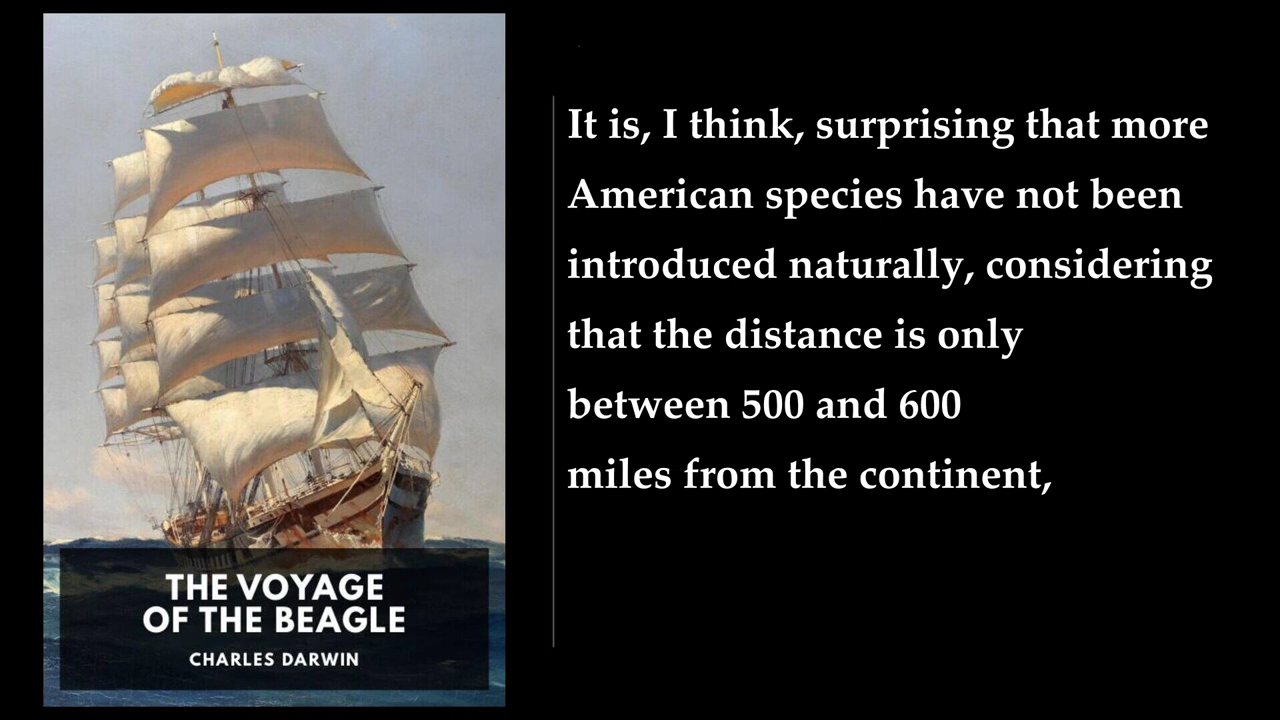 THE VOYAGE
OF THE BEAGLE
CHARLES DARWIN
It is, I think, surprising that more
American species have not been
introduced naturally, considering
that the distance is only
between 500 and 600
miles from the continent,